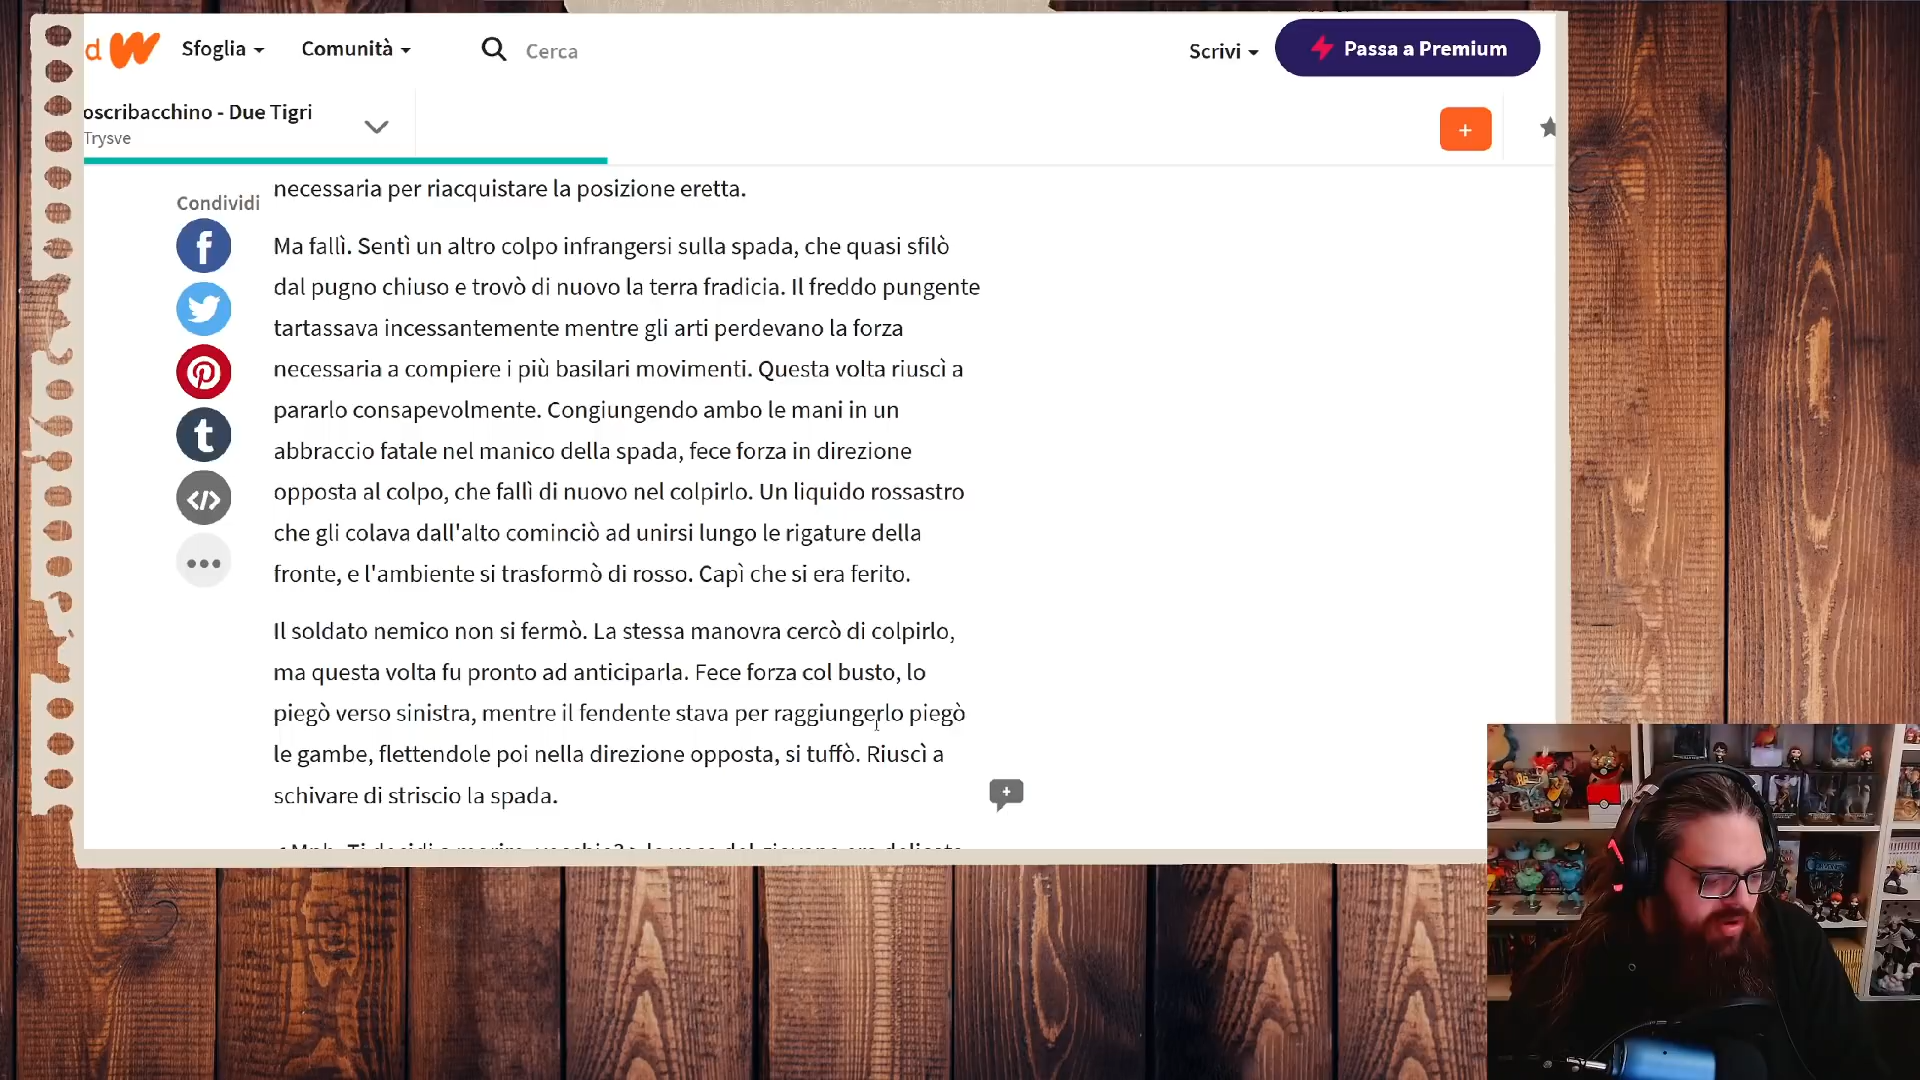 d
Sfoglia
Comunità
Cerca
Scrivi
Passa a Premium
oscribacchino - Due Tigri
Trysve
+
Condividi
necessaria per riacquistare la posizione eretta.
Ma fallì. Sentì un altro colpo infrangersi sulla spada, che quasi sfilò
dal pugno chiuso e trovò di nuovo la terra fradicia. Il freddo pungente
tartassava incessantemente mentre gli arti perdevano la forza
necessaria a compiere i più basilari movimenti. Questa volta riuscì a
pararlo consapevolmente. Congiungendo ambo le mani in un
abbraccio fatale nel manico della spada, fece forza in direzione
opposta al colpo, che fallì di nuovo nel colpirlo. Un liquido rossastro
che gli colava dall'alto cominciò ad unirsi lungo le rigature della
fronte, e l'ambiente si trasformò di rosso. Capì che si era ferito.
Il soldato nemico non si fermò. La stessa manovra cercò di colpirlo,
ma questa volta fu pronto ad anticiparla. Fece forza col busto, lo
piegò verso sinistra, mentre il fendente stava per raggiungerlo piegò
le gambe, flettendole poi nella direzione opposta, si tuffò. Riuscì a
schivare di striscio la spada.